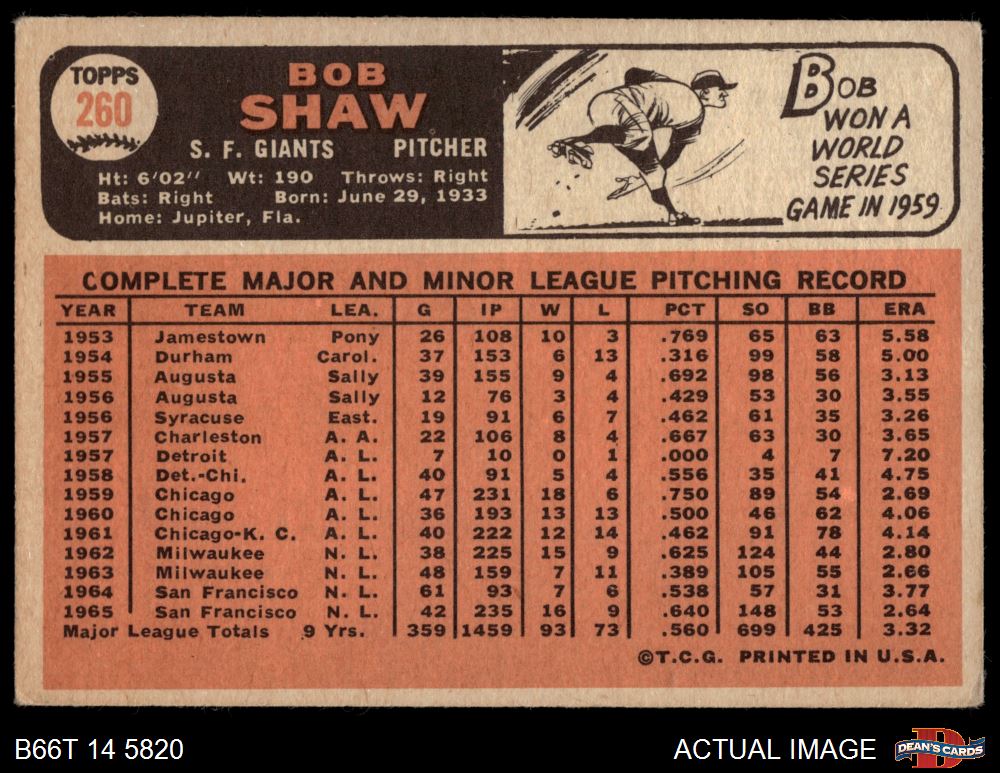 TOPPS
260
BOB
SHAW
S. F. GIANTS PITCHER
Ht: 6'02" Wt: 190 Throws: Right
Bats: Right Born: June 29, 1933
Home: Jupiter, Fla.
BOB
WON A
WORLD
SERIES
GAME IN 1959
COMPLETE MAJOR AND MINOR LEAGUE PITCHING RECORD
YEAR TEAM LEA. G IP W L PCT SO BB ERA
1953 Jamestown Pony 26 108 10 3 .769 65 63 5.58
1954 Durham Carol. 37 153 6 13 .316 99 58 5.00
1955 Augusta Sally 39 155 9 4 .692 98 56 3.13
1956 Augusta Sally 12 76 3 4 .429 53 30 3.55
1956 Syracuse East. 19 91 6 7 .462 61 35 3.26
1957 Charleston A. A. 22 106 8 4 .667 63 30 3.65
1957 Detroit A. L. 7 10 0 1 .000 4 7 7.20
1958 Det.-Chi. A. L. 40 91 5 4 .556 35 41 4.75
1959 Chicago A. L. 47 231 18 6 .750 89 54 2.69
1960 Chicago A. L. 36 193 13 13 .500 46 62 4.06
1961 Chicago-K. C. A. L. 40 222 12 14 .462 91 78 4.14
1962 Milwaukee N. L. 38 225 15 9 .625 124 44 2.80
1963 Milwaukee N. L. 48 159 7 11 .389 105 55 2.66
1964 San Francisco N. L. 61 93 7 6 .538 57 31 3.77
1965 San Francisco N. L. 42 235 16 9 .640 148 53 2.64
Major League Totals 9 Yrs. 359 1459 93 73 .560 699 425 3.32
©T.C.G. PRINTED IN U.S.A.
B66T 14 5820 ACTUAL IMAGE DEAN'S CARDS